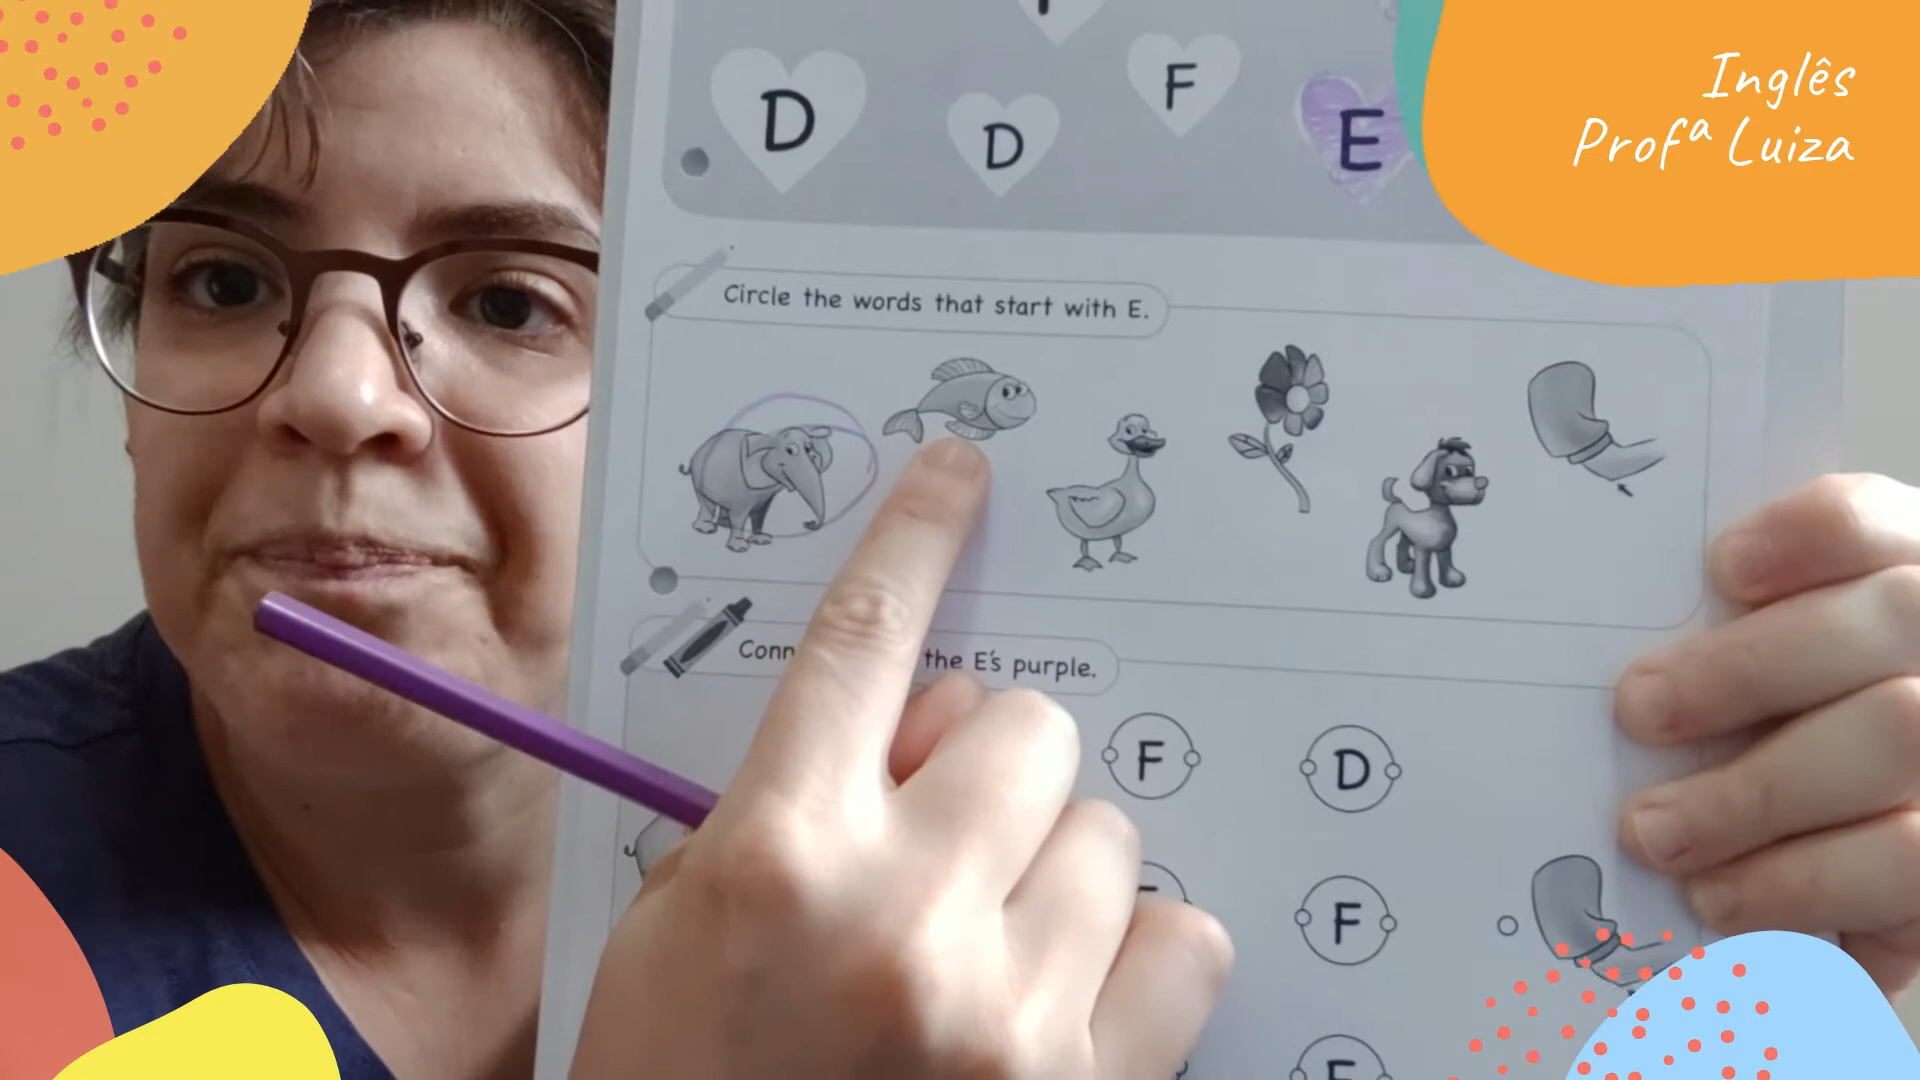 Inglês
Profª Luiza
D
D
F
E
Circle the words that start with E.
the E's purple.
F
D
F